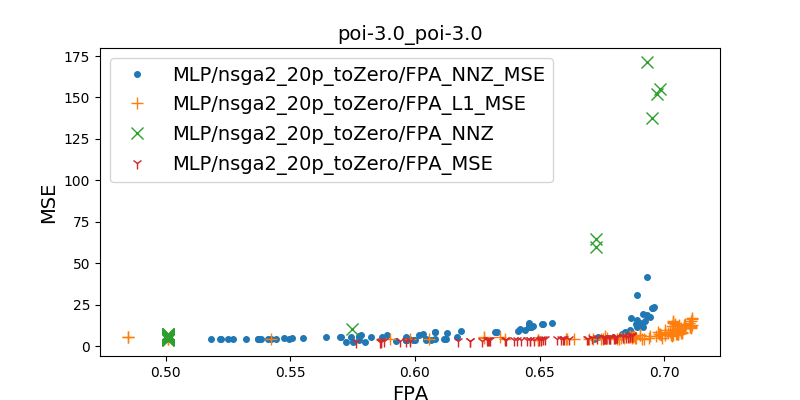 poi-3.0_poi-3.0
175
150
125
100
75
50
25
0
MSE
MLP/nsga2_20p_toZero/FPA_NNZ_MSE
MLP/nsga2_20p_toZero/FPA_L1_MSE
MLP/nsga2_20p_toZero/FPA_NNZ
MLP/nsga2_20p_toZero/FPA_MSE
0.50 0.55 0.60 0.65 0.70
FPA